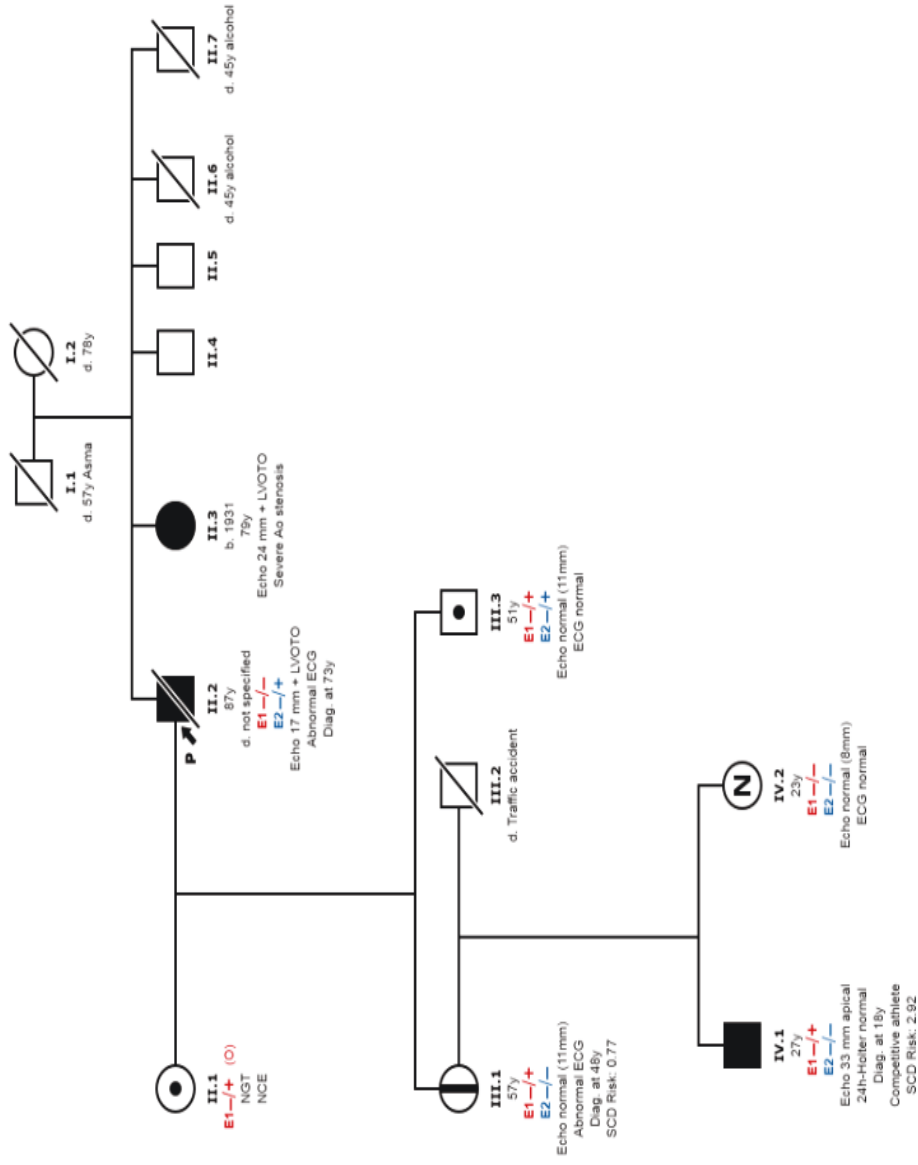 I.1
d. 57y Asma
I.2
d. 78y
II.1
E1—/+ (O)
NGT
NCE
P
II.2
87y
d. not specified
E1—/—
E2—/+
Echo 17 mm + LVOTO
Abnormal ECG
Diag. at 73y
II.3
b. 1931
79y
Echo 24 mm + LVOTO
Severe Ao stenosis
II.4
II.5
II.6
d. 45y alcohol
II.7
d. 45y alcohol
III.1
57y
E1—/+
E2—/—
Echo normal (11mm)
Abnormal ECG
Diag. at 48y
SCD Risk: 0.77
III.2
d. Traffic accident
III.3
51y
E1—/+
E2—/+
Echo normal (11mm)
ECG normal
IV.1
27y
E1—/+
E2—/—
Echo 33 mm apical
24h-Holter normal
Diag. at 18y
Competitive athlete
SCD Risk: 2.92
N
IV.2
23y
E1—/—
E2—/—
Echo normal (8mm)
ECG normal